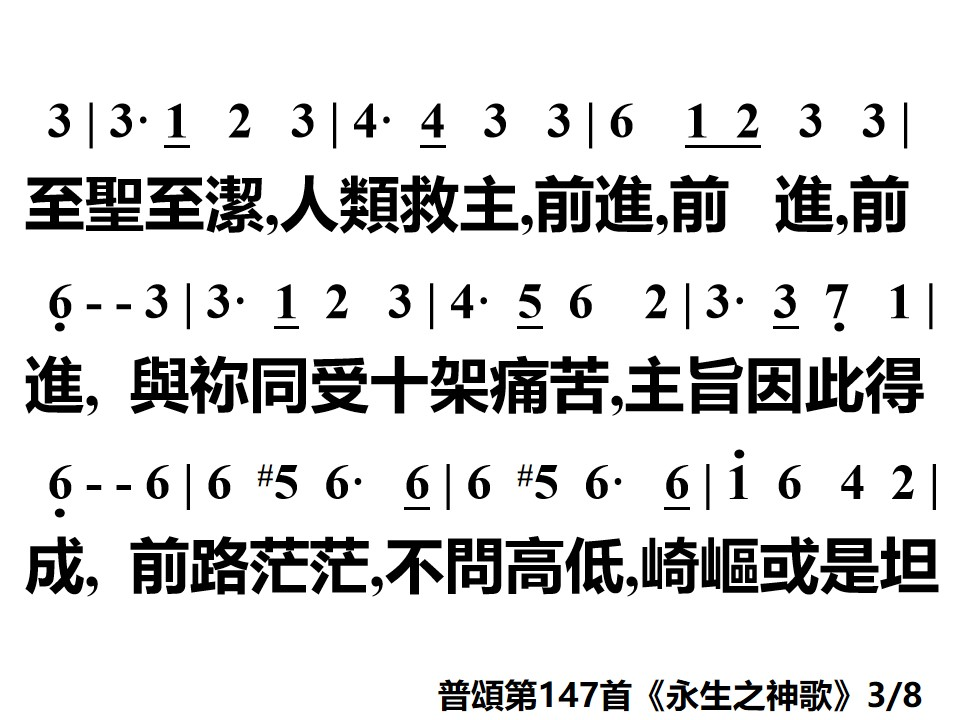 3 | 3· 1 2 3 | 4· 4 3 3 | 6 1 2 3 3 |
至聖至潔,人類救主,前進,前 進,前
6̣ - - 3 | 3· 1 2 3 | 4· 5 6 2 | 3· 3 7̣ 1 |
進, 與祢同受十架痛苦,主旨因此得
6̣ - - 6 | 6 #5 6· 6 | 6 #5 6· 6 | 1̇ 6 4 2 |
成, 前路茫茫,不問高低,崎嶇或是坦
普頌第147首《永生之神歌》3/8